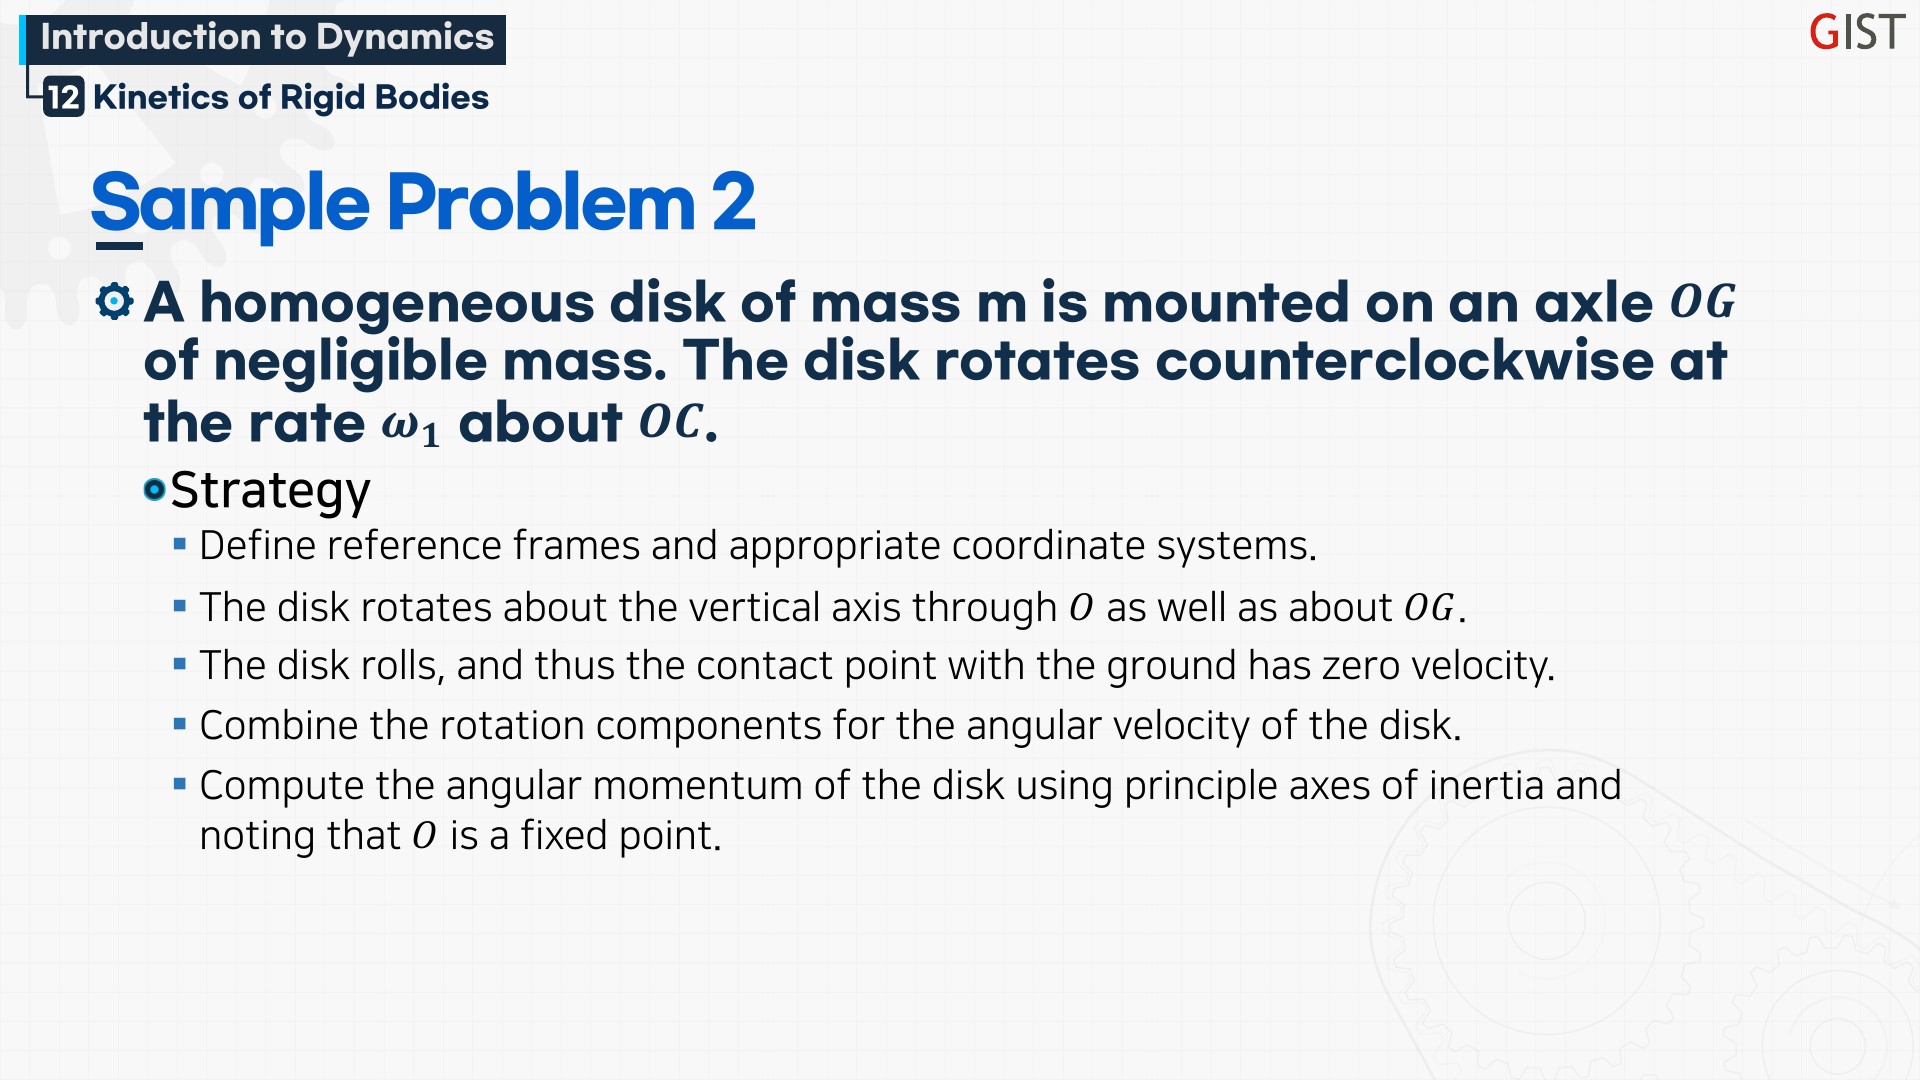 Introduction to Dynamics
GIST
12 Kinetics of Rigid Bodies
Sample Problem 2
A homogeneous disk of mass m is mounted on an axle OG
of negligible mass. The disk rotates counterclockwise at
the rate ω₁ about OC.
Strategy
Define reference frames and appropriate coordinate systems.
The disk rotates about the vertical axis through O as well as about OG.
The disk rolls, and thus the contact point with the ground has zero velocity.
Combine the rotation components for the angular velocity of the disk.
Compute the angular momentum of the disk using principle axes of inertia and
noting that O is a fixed point.